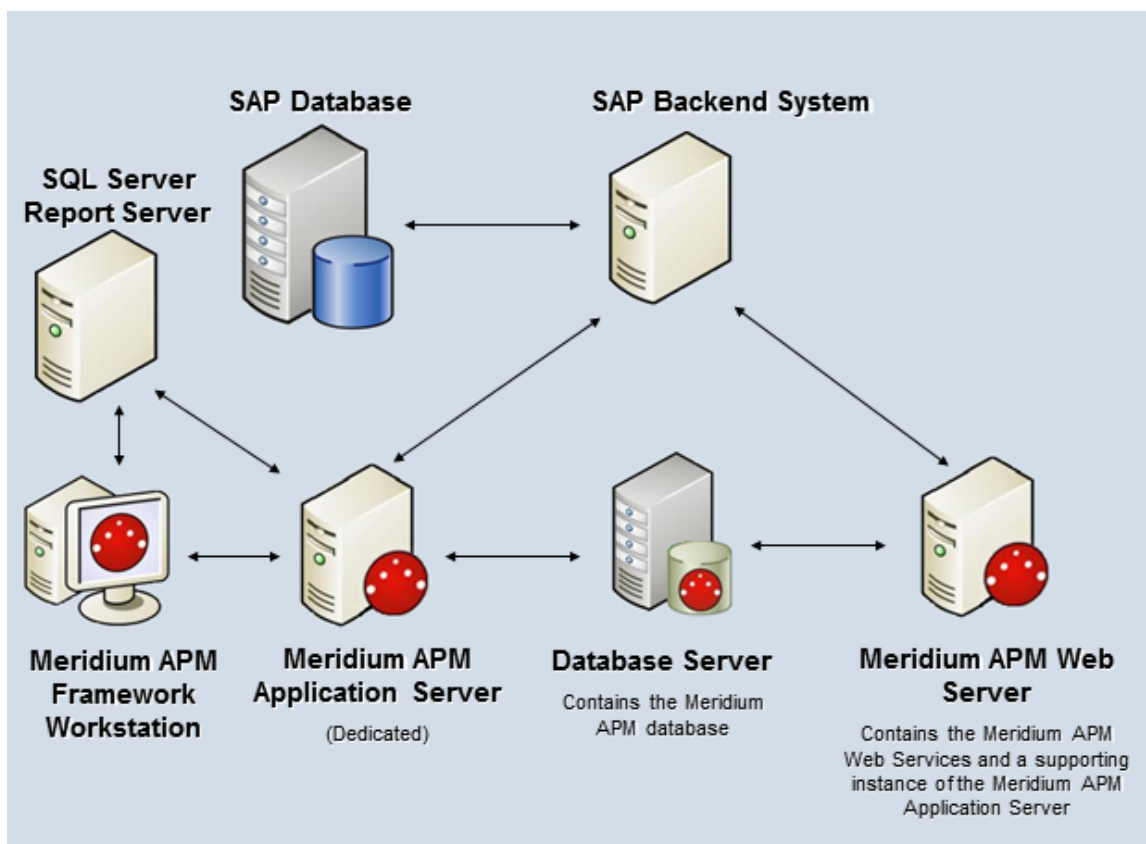 SAP Database
SAP Backend System
SQL Server
Report Server
Meridium APM
Framework
Workstation
Meridium APM
Application Server
(Dedicated)
Database Server
Contains the Meridium
APM database
Meridium APM Web
Server
Contains the Meridium APM
Web Services and a supporting
instance of the Meridium APM
Application Server